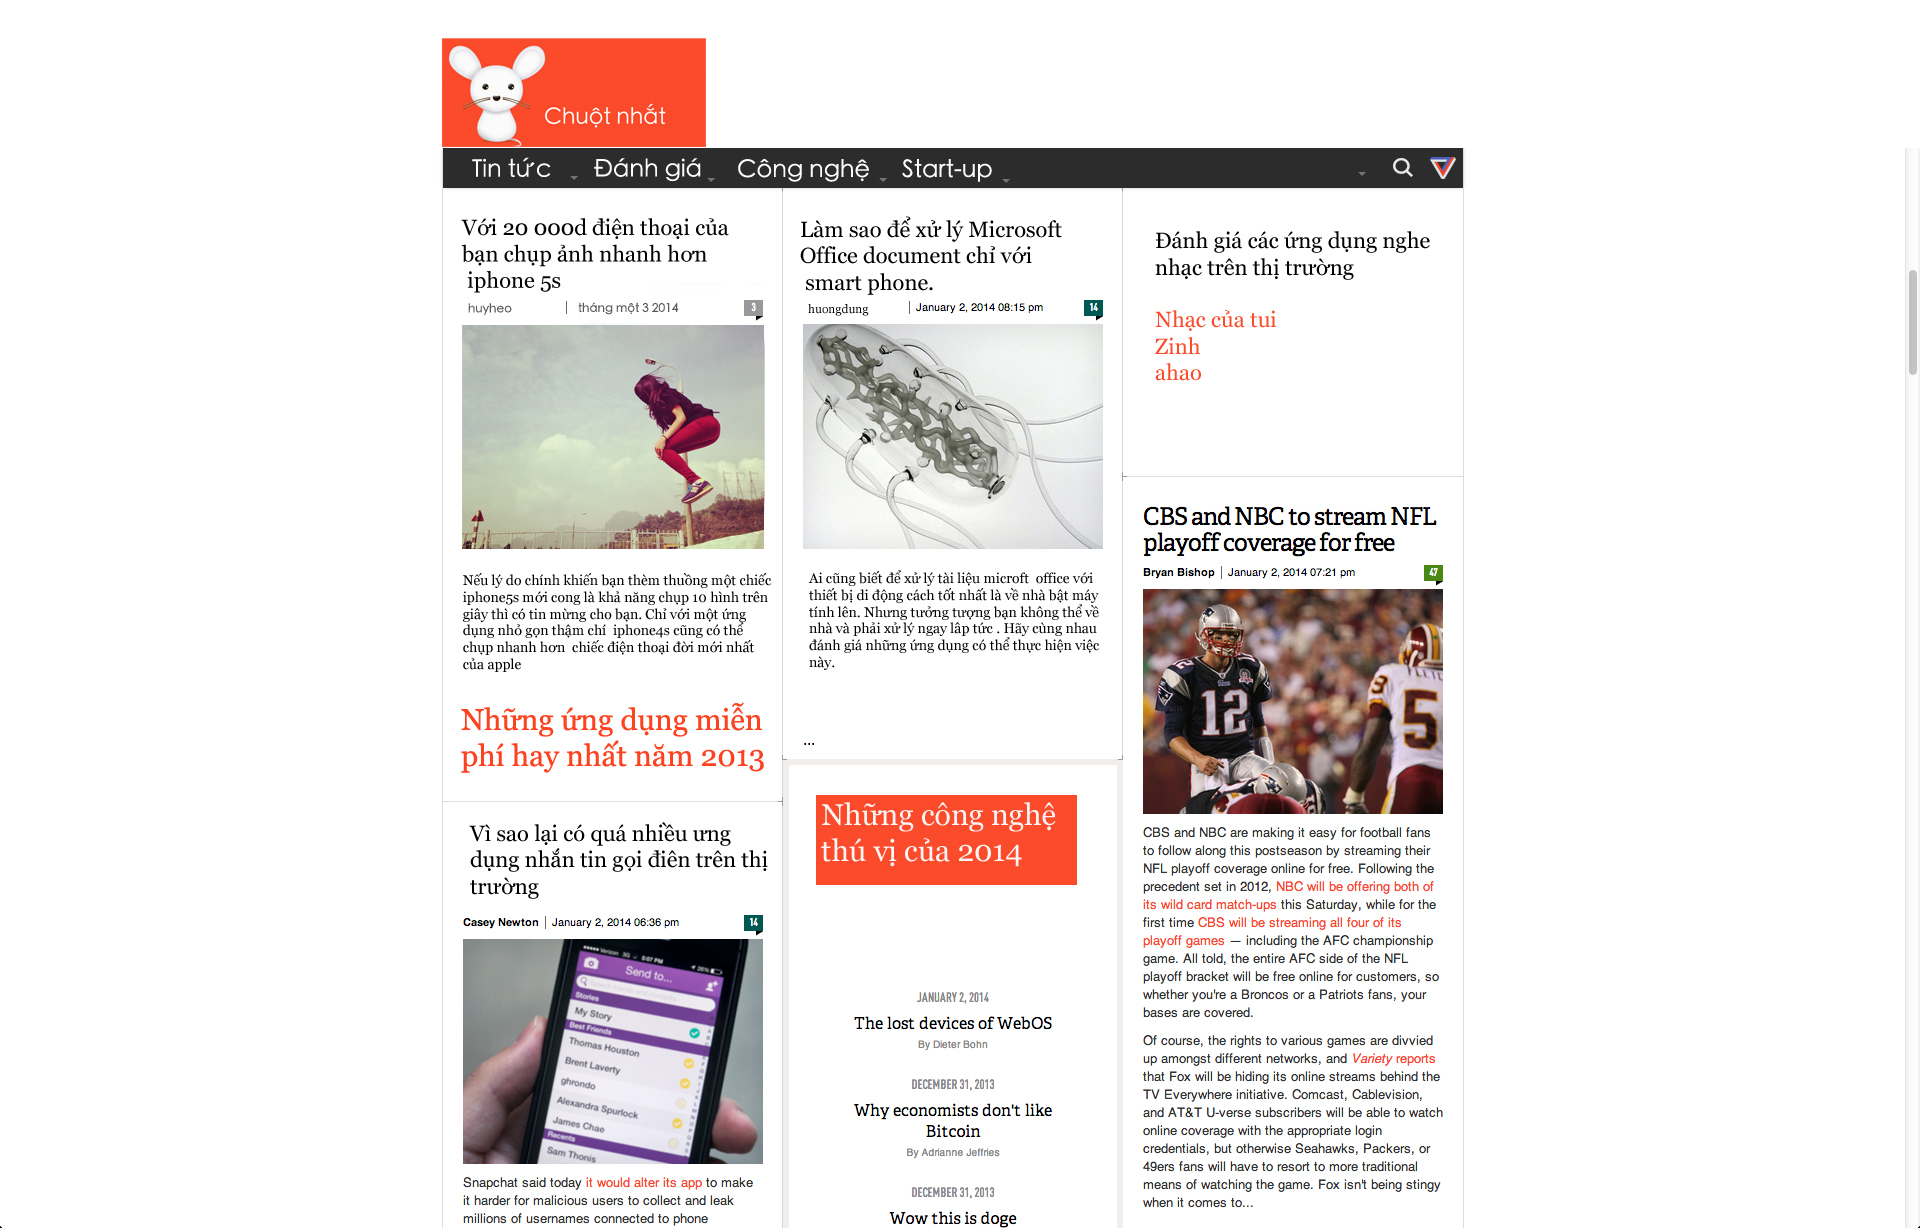 Chuột nhắt
Tin tức
Đánh giá
Công nghệ
Start-up
Với 20 000đ điện thoại của
bạn chụp ảnh nhanh hơn
iphone 5s
huyheo | tháng một 3 2014
3
Nếu lý do chính khiến bạn thèm thuồng một chiếc
iphone5s mới cong là khả năng chụp 10 hình trên
giây thì có tin mừng cho bạn. Chỉ với một ứng
dụng nhỏ gọn thậm chí iphone4s cũng có thể
chụp nhanh hơn chiếc điện thoại đời mới nhất
của apple
Những ứng dụng miễn
phí hay nhất năm 2013
Vì sao lại có quá nhiều ưng
dụng nhắn tin gọi điên trên thị
trường
Casey Newton | January 2, 2014 06:36 pm
14
Verizon 3G 5:07 PM 26%
Send to...
Stories
My Story
Best Friends
Thomas Houston
Brent Laverty
ghrondo
Alexandra Spurlock
James Chae
Recents
Sam Thonis
Snapchat said today it would alter its app to make
it harder for malicious users to collect and leak
millions of usernames connected to phone
Làm sao để xử lý Microsoft
Office document chỉ với
smart phone.
huongdung | January 2, 2014 08:15 pm
14
Ai cũng biết để xử lý tài liệu microft office với
thiết bị di động cách tốt nhất là về nhà bật máy
tính lên. Nhưng tưởng tượng bạn không thể về
nhà và phải xử lý ngay lâp tức . Hãy cùng nhau
đánh giá những ứng dụng có thể thực hiện việc
này.
...
Những công nghệ
thú vị của 2014
JANUARY 2, 2014
The lost devices of WebOS
By Dieter Bohn
DECEMBER 31, 2013
Why economists don't like
Bitcoin
By Adrianne Jeffries
DECEMBER 31, 2013
Wow this is doge
Đánh giá các ứng dụng nghe
nhạc trên thị trường
Nhạc của tui
Zinh
ahao
CBS and NBC to stream NFL
playoff coverage for free
Bryan Bishop | January 2, 2014 07:21 pm
47
12
5
CBS and NBC are making it easy for football fans
to follow along this postseason by streaming their
NFL playoff coverage online for free. Following the
precedent set in 2012, NBC will be offering both of
its wild card match-ups this Saturday, while for the
first time CBS will be streaming all four of its
playoff games — including the AFC championship
game. All told, the entire AFC side of the NFL
playoff bracket will be free online for customers, so
whether you're a Broncos or a Patriots fans, your
bases are covered.
Of course, the rights to various games are divvied
up amongst different networks, and Variety reports
that Fox will be hiding its online streams behind the
TV Everywhere initiative. Comcast, Cablevision,
and AT&T U-verse subscribers will be able to watch
online coverage with the appropriate login
credentials, but otherwise Seahawks, Packers, or
49ers fans will have to resort to more traditional
means of watching the game. Fox isn't being stingy
when it comes to...